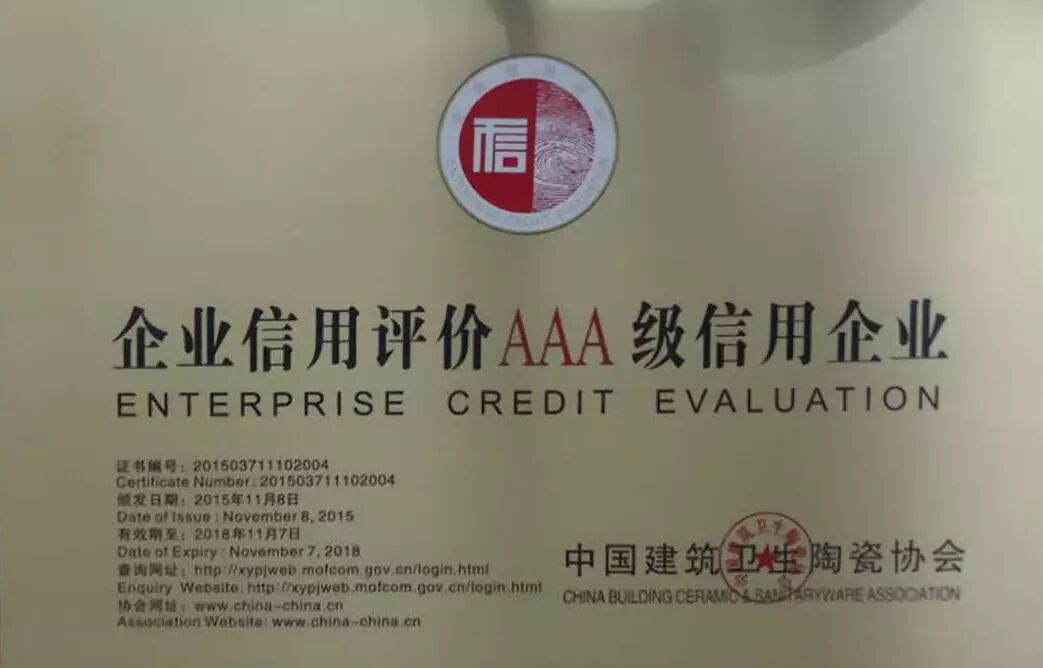 信
ENTERPRISE CREDIT EVALUATION
企业信用评价AAA级信用企业
ENTERPRISE CREDIT EVALUATION
证书编号：201503711102004
Certificate Number：201503711102004
颁发日期：2015年11月8日
Date of Issue：November 8, 2015
有效期至：2018年11月7日
Date of Expiry：November 7, 2018
查询网址：http://xypjweb.mofcom.gov.cn/login.html
Enquiry Website：http://xypjweb.mofcom.gov.cn/login.html
协会网址：www.china-china.cn
Association Website：www.china-china.cn
中国建筑卫生陶瓷协会
CHINA BUILDING CERAMIC & SANITARYWARE ASSOCIATION